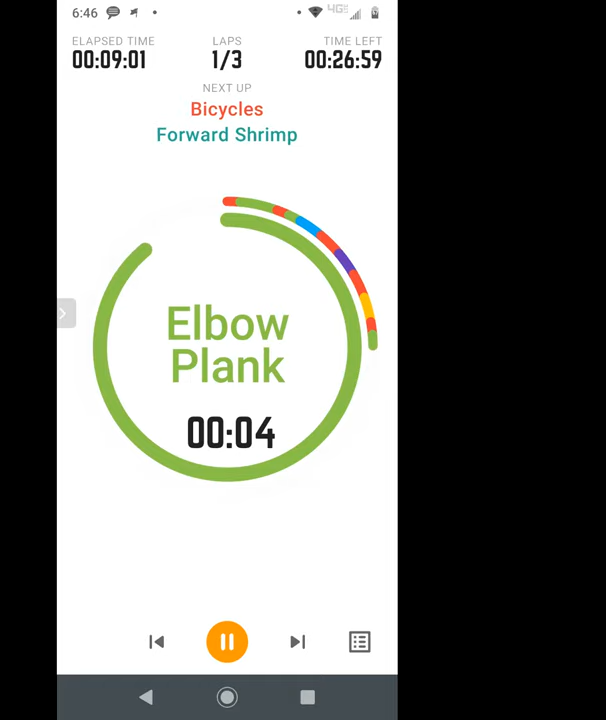 6:46
4G
ELAPSED TIME LAPS TIME LEFT
00:09:01 1/3 00:26:59
NEXT UP
Bicycles
Forward Shrimp
Elbow
Plank
00:04